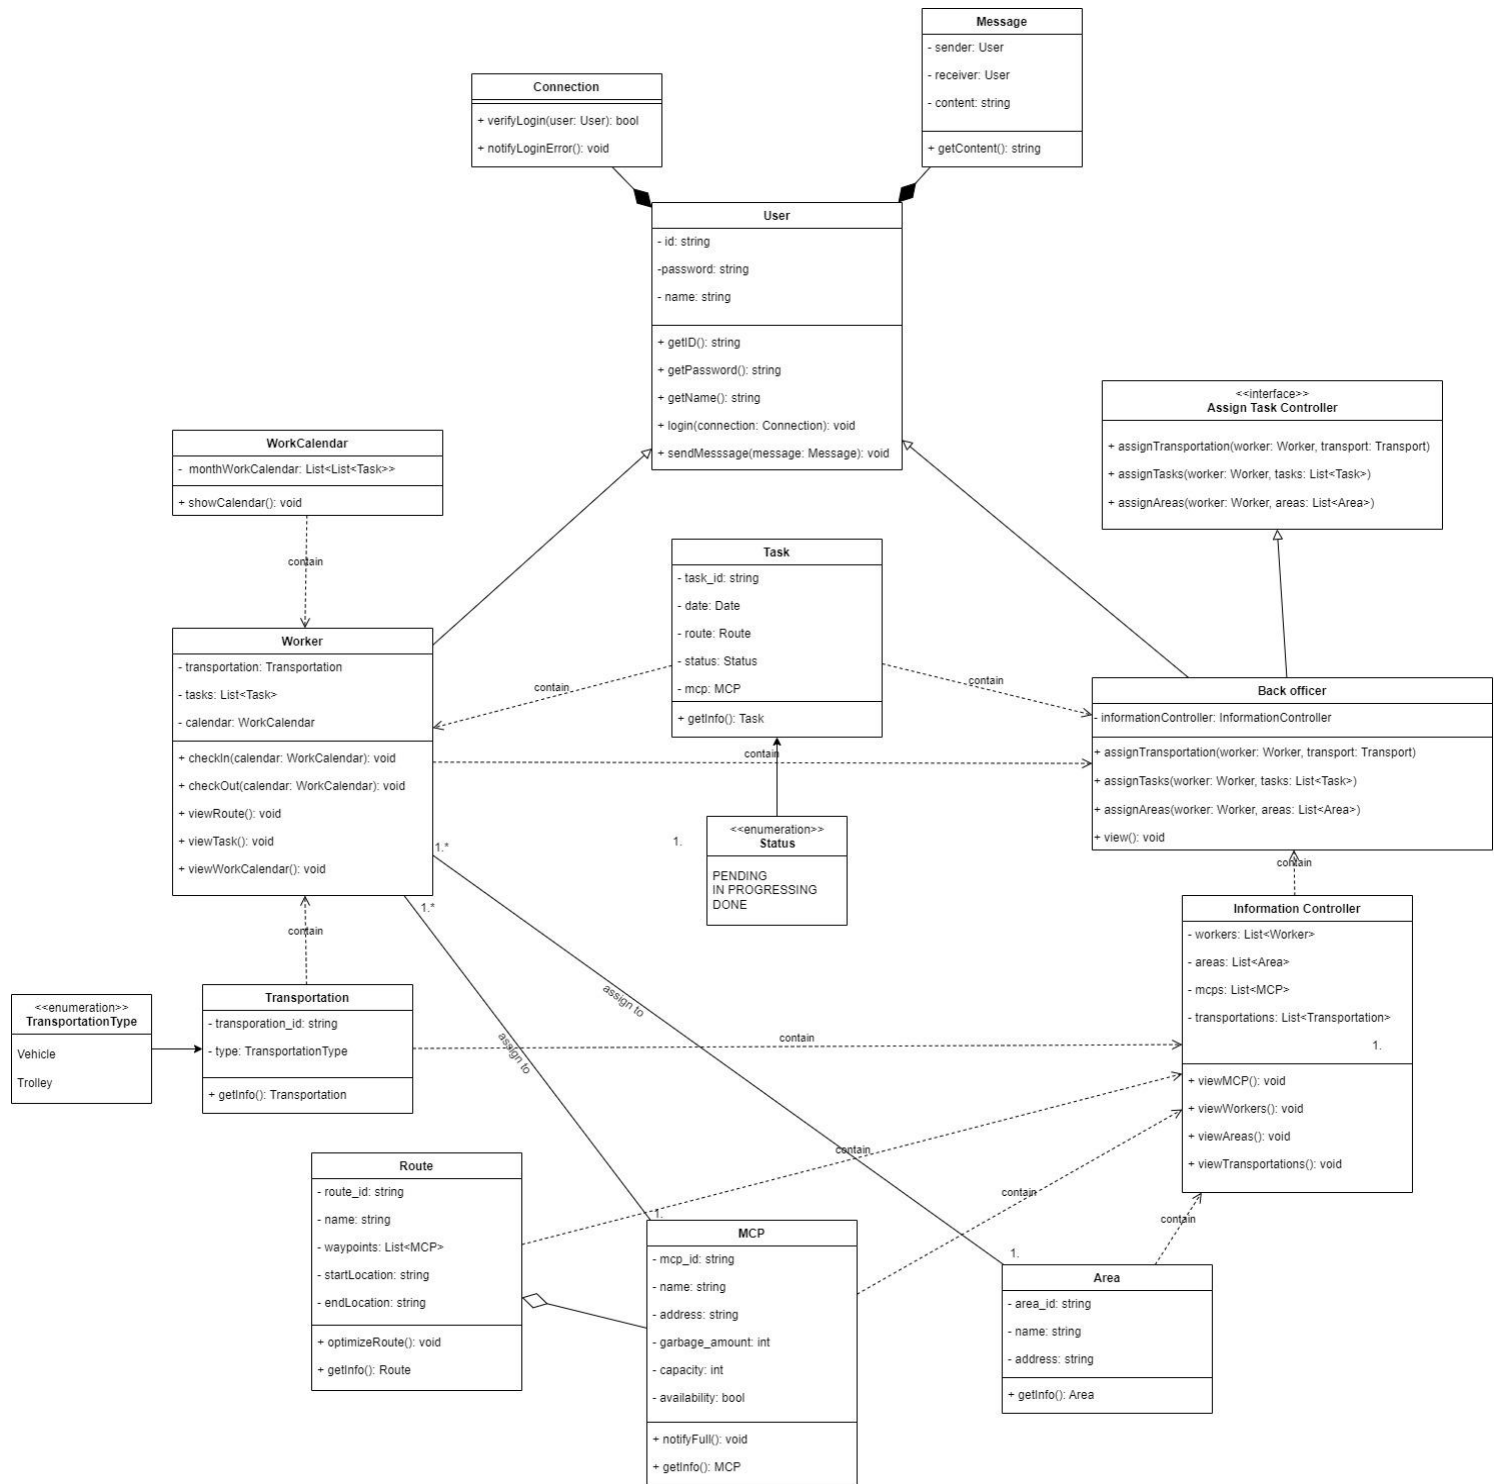 Message
- sender: User
- receiver: User
- content: string
+ getContent(): string
Connection
+ verifyLogin(user: User): bool
+ notifyLoginError(): void
User
- id: string
-password: string
- name: string
+ getID(): string
+ getPassword(): string
+ getName(): string
+ login(connection: Connection): void
+ sendMesssage(message: Message): void
<<interface>>
Assign Task Controller
+ assignTransportation(worker: Worker, transport: Transport)
+ assignTasks(worker: Worker, tasks: List<Task>)
+ assignAreas(worker: Worker, areas: List<Area>)
WorkCalendar
- monthWorkCalendar: List<List<Task>>
+ showCalendar(): void
contain
Task
- task_id: string
- date: Date
- route: Route
- status: Status
- mcp: MCP
+ getInfo(): Task
contain
contain
contain
Worker
- transportation: Transportation
- tasks: List<Task>
- calendar: WorkCalendar
+ checkIn(calendar: WorkCalendar): void
+ checkOut(calendar: WorkCalendar): void
+ viewRoute(): void
+ viewTask(): void
+ viewWorkCalendar(): void
Back officer
- informationController: InformationController
+ assignTransportation(worker: Worker, transport: Transport)
+ assignTasks(worker: Worker, tasks: List<Task>)
+ assignAreas(worker: Worker, areas: List<Area>)
+ view(): void
1.*
1.*
1.
<<enumeration>>
Status
PENDING
IN PROGRESSING
DONE
contain
contain
Information Controller
- workers: List<Worker>
- areas: List<Area>
- mcps: List<MCP>
- transportations: List<Transportation>
1.
+ viewMCP(): void
+ viewWorkers(): void
+ viewAreas(): void
+ viewTransportations(): void
<<enumeration>>
TransportationType
Vehicle
Trolley
Transportation
- transporation_id: string
- type: TransportationType
+ getInfo(): Transportation
assign to
assign to
contain
contain
contain
contain
Route
- route_id: string
- name: string
- waypoints: List<MCP>
- startLocation: string
- endLocation: string
+ optimizeRoute(): void
+ getInfo(): Route
1.
MCP
- mcp_id: string
- name: string
- address: string
- garbage_amount: int
- capacity: int
- availability: bool
+ notifyFull(): void
+ getInfo(): MCP
1.
Area
- area_id: string
- name: string
- address: string
+ getInfo(): Area